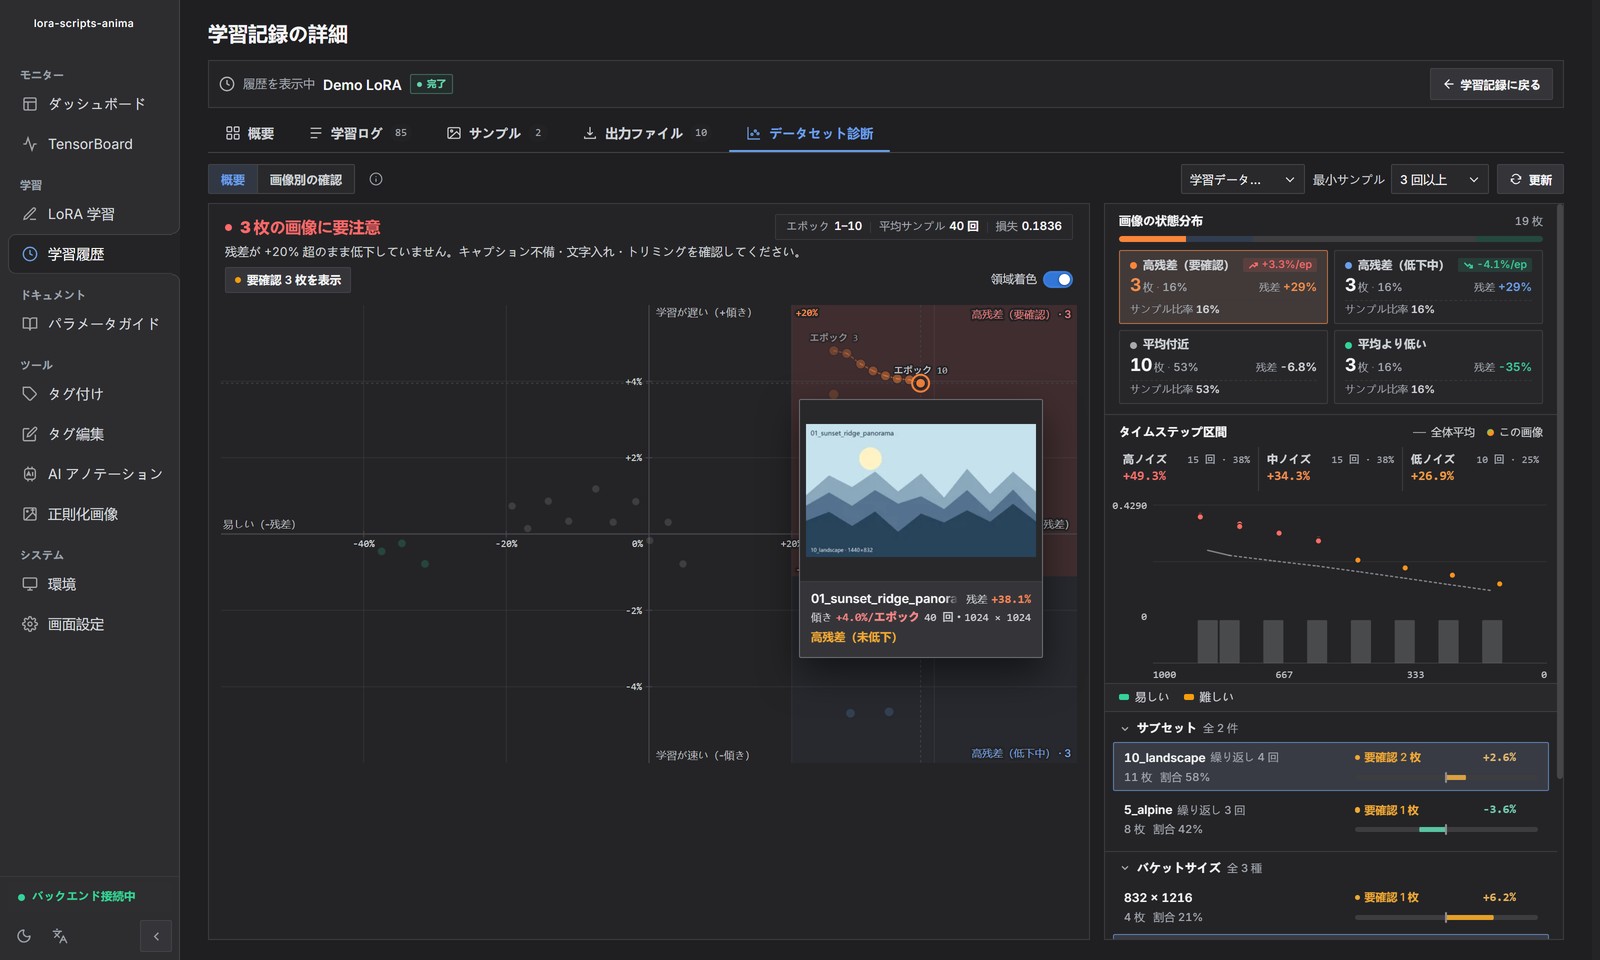 lora-scripts-anima
モニター
ダッシュボード
TensorBoard
学習
LoRA 学習
学習履歴
ドキュメント
パラメータガイド
ツール
タグ付け
タグ編集
AI アノテーション
正則化画像
システム
環境
画面設定
バックエンド接続中
学習記録の詳細
履歴を表示中 Demo LoRA 完了
学習記録に戻る
概要 学習ログ 85 サンプル 2 出力ファイル 10 データセット診断
概要 画像別の確認
学習データ... 最小サンプル 3 回以上 更新
3 枚の画像に要注意
エポック 1–10 平均サンプル 40 回 損失 0.1836
残差が +20% 超のまま低下していません。キャプション不備・文字入れ・トリミングを確認してください。
要確認 3 枚を表示
領域着色
学習が遅い (+傾き)
+20%
高残差 (要確認) · 3
エポック 3
エポック 10
+4%
+2%
易しい (-残差)
残差)
-40%
-20%
0%
+20
-2%
-4%
学習が速い (-傾き)
高残差 (低下中) · 3
01_sunset_ridge_panorama
10_landscape · 1440×832
01_sunset_ridge_panora 残差 +38.1%
傾き +4.0%/エポック 40 回 • 1024 × 1024
高残差 (未低下)
画像の状態分布 19 枚
高残差 (要確認) +3.3%/ep
3 枚 · 16% 残差 +29%
サンプル比率 16%
高残差 (低下中) -4.1%/ep
3 枚 · 16% 残差 +29%
サンプル比率 16%
平均付近
10 枚 · 53% 残差 -6.8%
サンプル比率 53%
平均より低い
3 枚 · 16% 残差 -35%
サンプル比率 16%
タイムステップ区間 全体平均 この画像
高ノイズ 15 回 · 38%
+49.3%
中ノイズ 15 回 · 38%
+34.3%
低ノイズ 10 回 · 25%
+26.9%
0.4290
0
1000 667 333 0
易しい 難しい
サブセット 全 2 件
10_landscape 繰り返し 4 回 要確認 2 枚 +2.6%
11 枚 割合 58%
5_alpine 繰り返し 3 回 要確認 1 枚 -3.6%
8 枚 割合 42%
バケットサイズ 全 3 種
832 × 1216 要確認 1 枚 +6.2%
4 枚 割合 21%